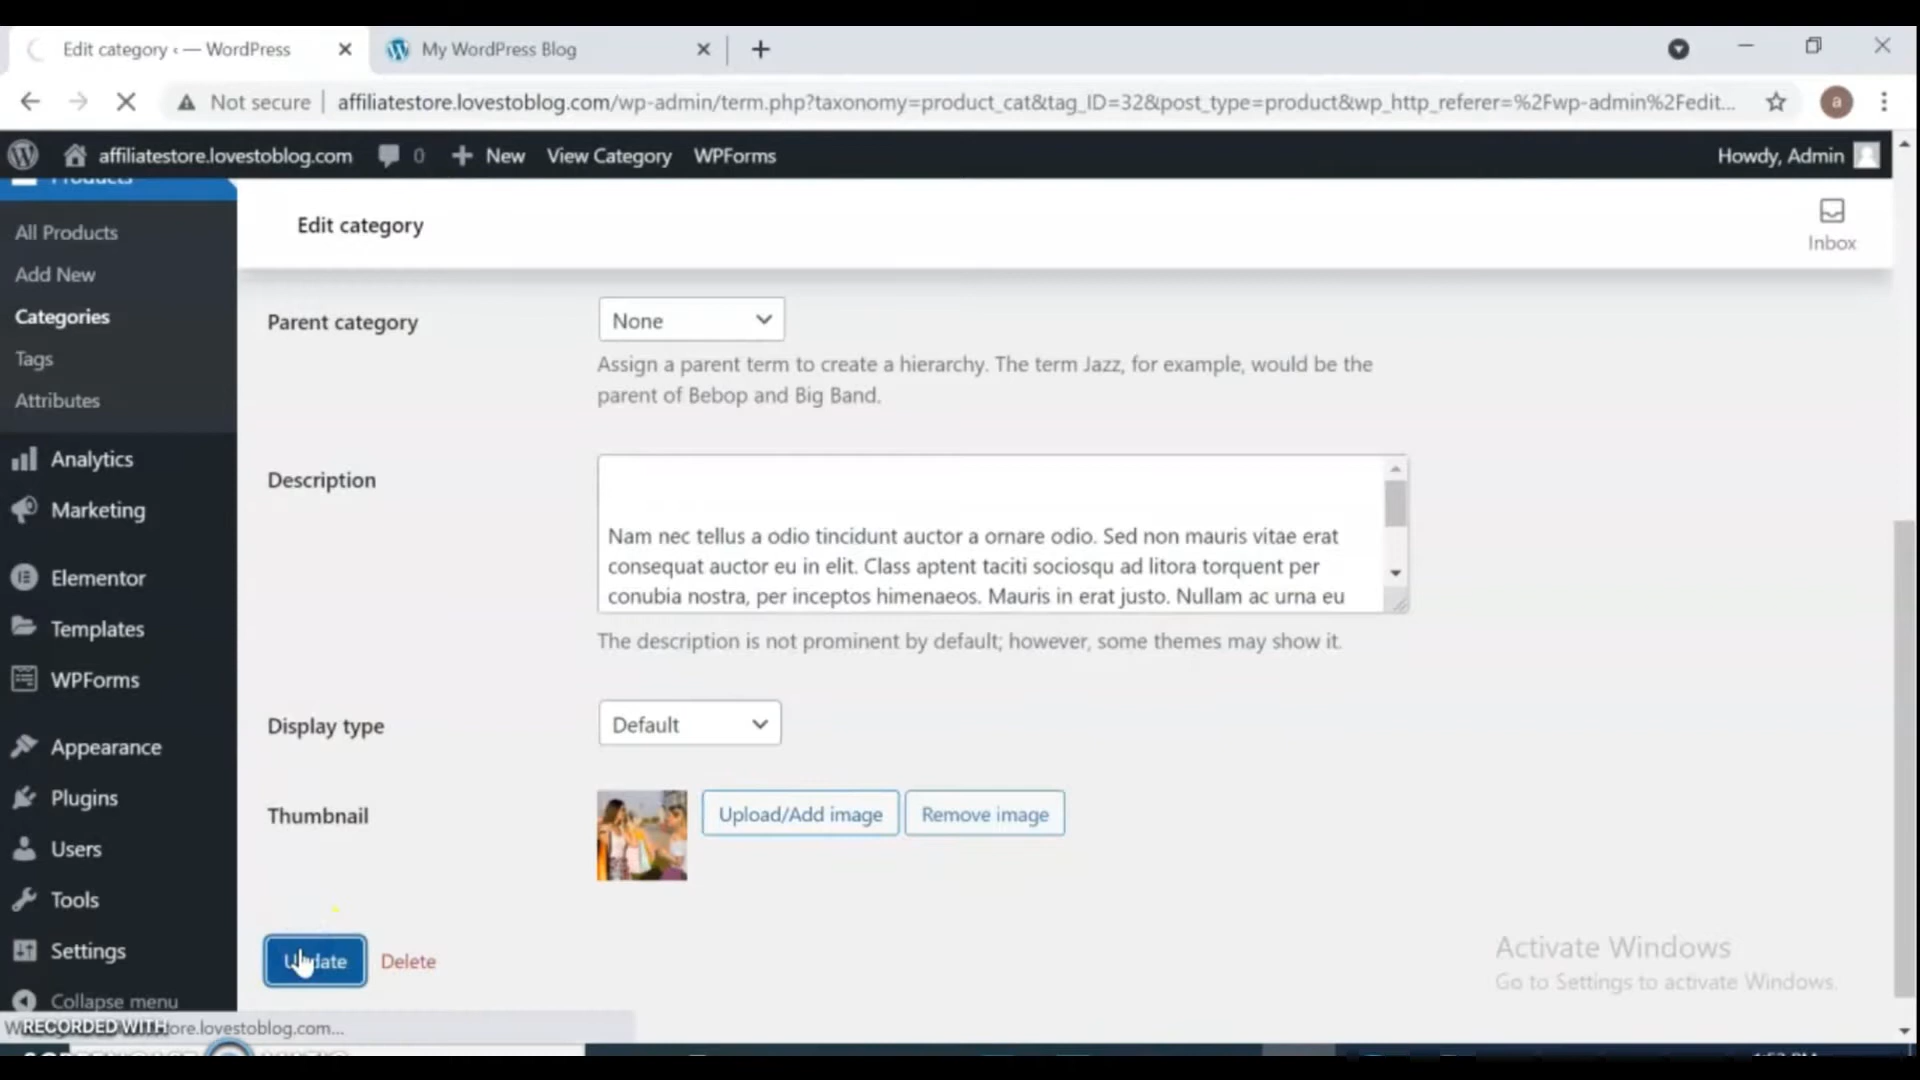 Edit category ‹ — WordPress
My WordPress Blog
Not secure
affiliatestore.lovestoblog.com/wp-admin/term.php?taxonomy=product_cat&tag_ID=32&post_type=product&wp_http_referer=%2Fwp-admin%2Fedit...
a
affiliatestore.lovestoblog.com
0
New
View Category
WPForms
Howdy, Admin
Products
All Products
Add New
Categories
Tags
Attributes
Analytics
Marketing
Elementor
Templates
WPForms
Appearance
Plugins
Users
Tools
Settings
Collapse menu
Edit category
Inbox
Parent category
None
Assign a parent term to create a hierarchy. The term Jazz, for example, would be the
parent of Bebop and Big Band.
Description
Nam nec tellus a odio tincidunt auctor a ornare odio. Sed non mauris vitae erat
consequat auctor eu in elit. Class aptent taciti sociosqu ad litora torquent per
conubia nostra, per inceptos himenaeos. Mauris in erat justo. Nullam ac urna eu
The description is not prominent by default; however, some themes may show it.
Display type
Default
Thumbnail
Upload/Add image
Remove image
Update
Delete
Activate Windows
Go to Settings to activate Windows.
RECORDED WITH
ore.lovestoblog.com...